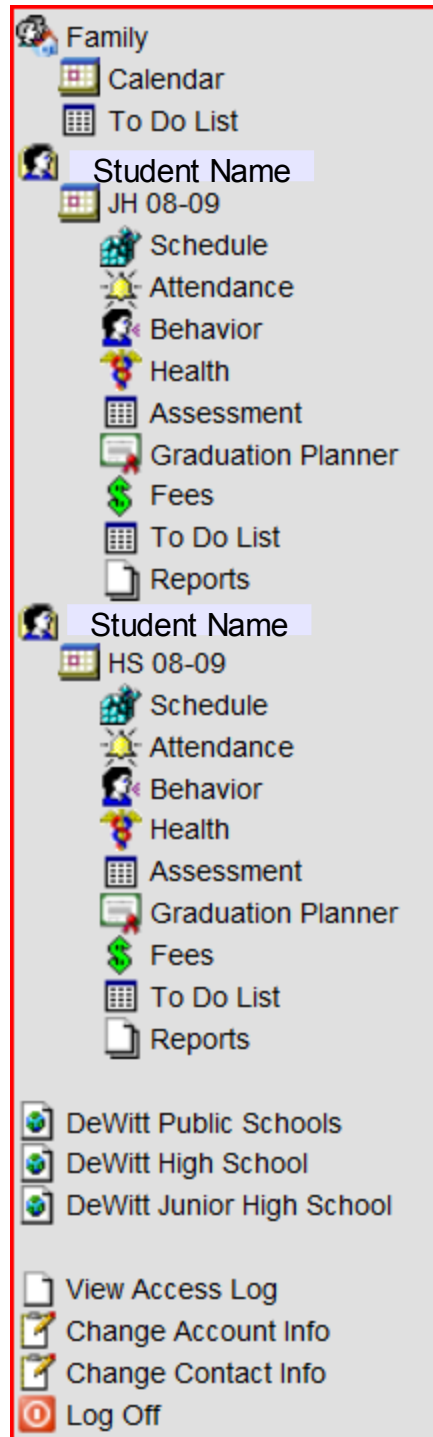 Family
Calendar
To Do List
Student Name
JH 08-09
Schedule
Attendance
Behavior
Health
Assessment
Graduation Planner
Fees
To Do List
Reports
Student Name
HS 08-09
Schedule
Attendance
Behavior
Health
Assessment
Graduation Planner
Fees
To Do List
Reports
DeWitt Public Schools
DeWitt High School
DeWitt Junior High School
View Access Log
Change Account Info
Change Contact Info
Log Off